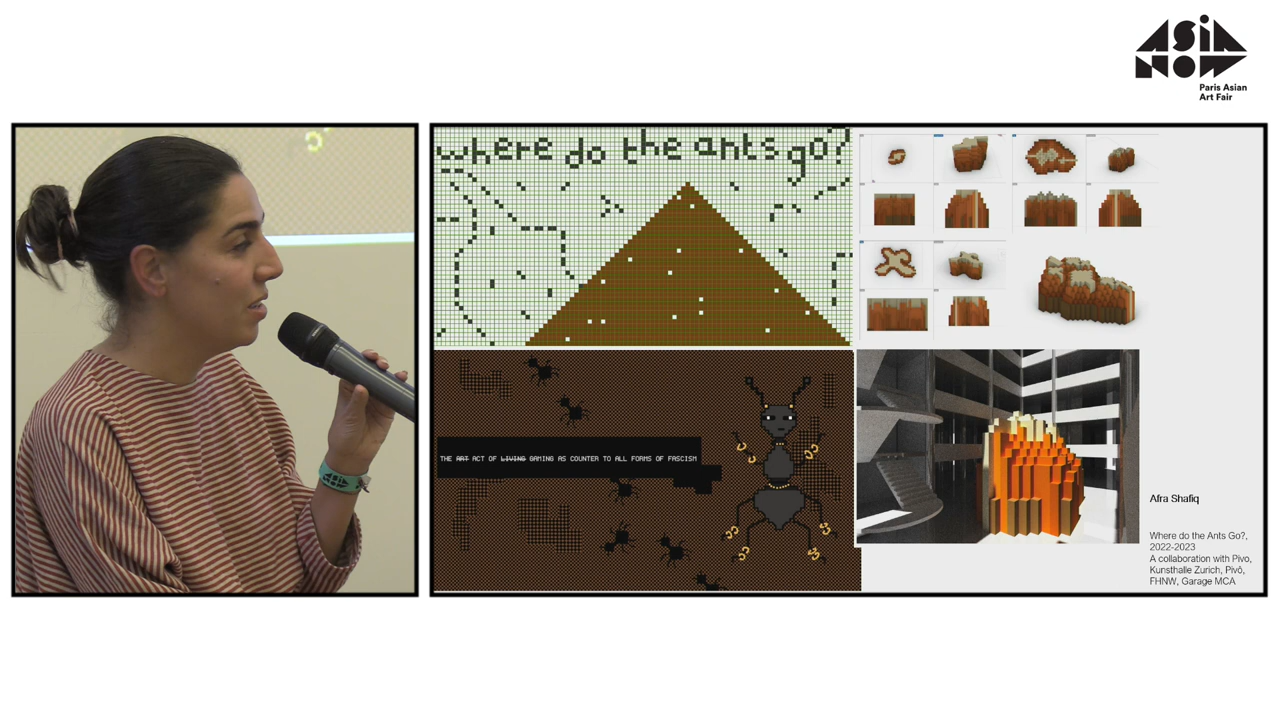 ASIA
NOW
Paris Asian
Art Fair
where do the ants go?
THE ART ACT OF LIVING GAMING AS COUNTER TO ALL FORMS OF FASCISM
Afra Shafiq
Where do the Ants Go?,
2022-2023
A collaboration with Pivo,
Kunsthalle Zurich, Pivô,
FHNW, Garage MCA